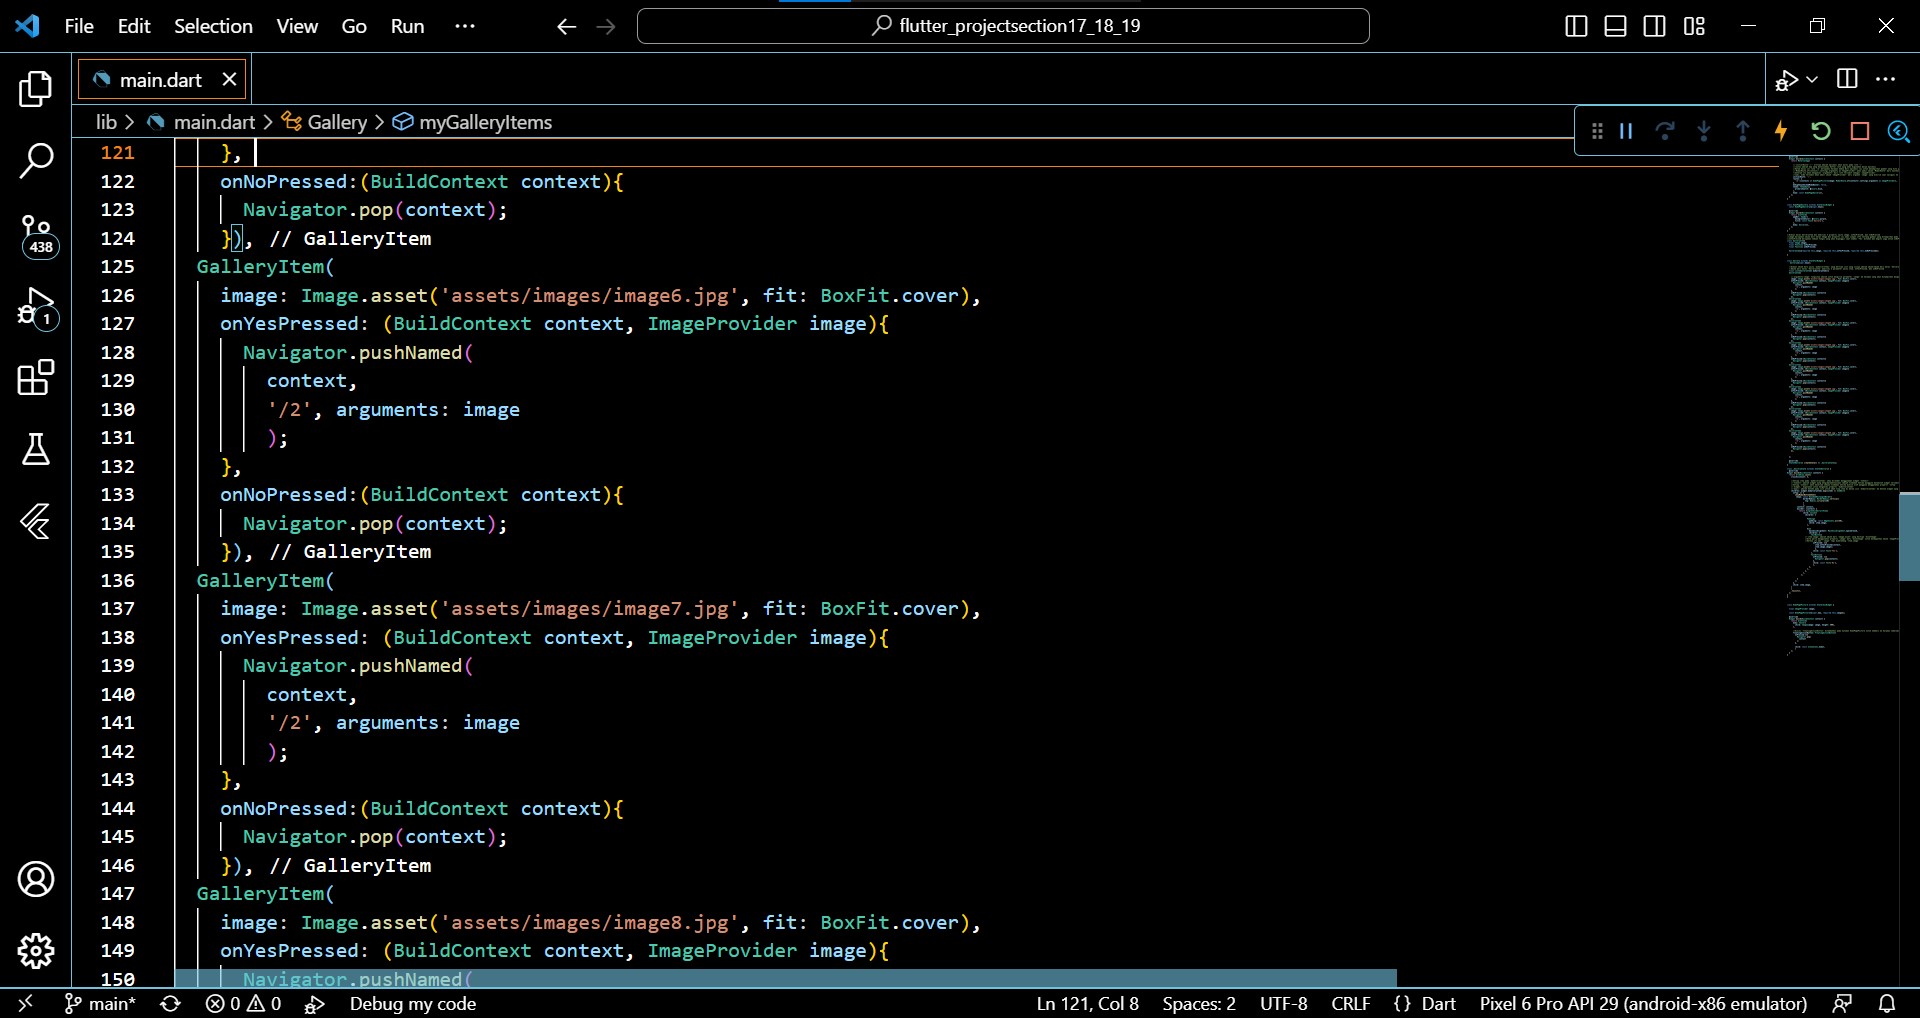 File Edit Selection View Go Run ··· flutter_projectsection17_18_19
main.dart
lib > main.dart > Gallery > myGalleryItems
121 },
122 onNoPressed:(BuildContext context){
123 Navigator.pop(context);
124 }), // GalleryItem
125 GalleryItem(
126 image: Image.asset('assets/images/image6.jpg', fit: BoxFit.cover),
127 onYesPressed: (BuildContext context, ImageProvider image){
128 Navigator.pushNamed(
129 context,
130 '/2', arguments: image
131 );
132 },
133 onNoPressed:(BuildContext context){
134 Navigator.pop(context);
135 }), // GalleryItem
136 GalleryItem(
137 image: Image.asset('assets/images/image7.jpg', fit: BoxFit.cover),
138 onYesPressed: (BuildContext context, ImageProvider image){
139 Navigator.pushNamed(
140 context,
141 '/2', arguments: image
142 );
143 },
144 onNoPressed:(BuildContext context){
145 Navigator.pop(context);
146 }), // GalleryItem
147 GalleryItem(
148 image: Image.asset('assets/images/image8.jpg', fit: BoxFit.cover),
149 onYesPressed: (BuildContext context, ImageProvider image){
150 Navigator.pushNamed(
438
1
main* 0 0 Debug my code Ln 121, Col 8 Spaces: 2 UTF-8 CRLF {} Dart Pixel 6 Pro API 29 (android-x86 emulator)